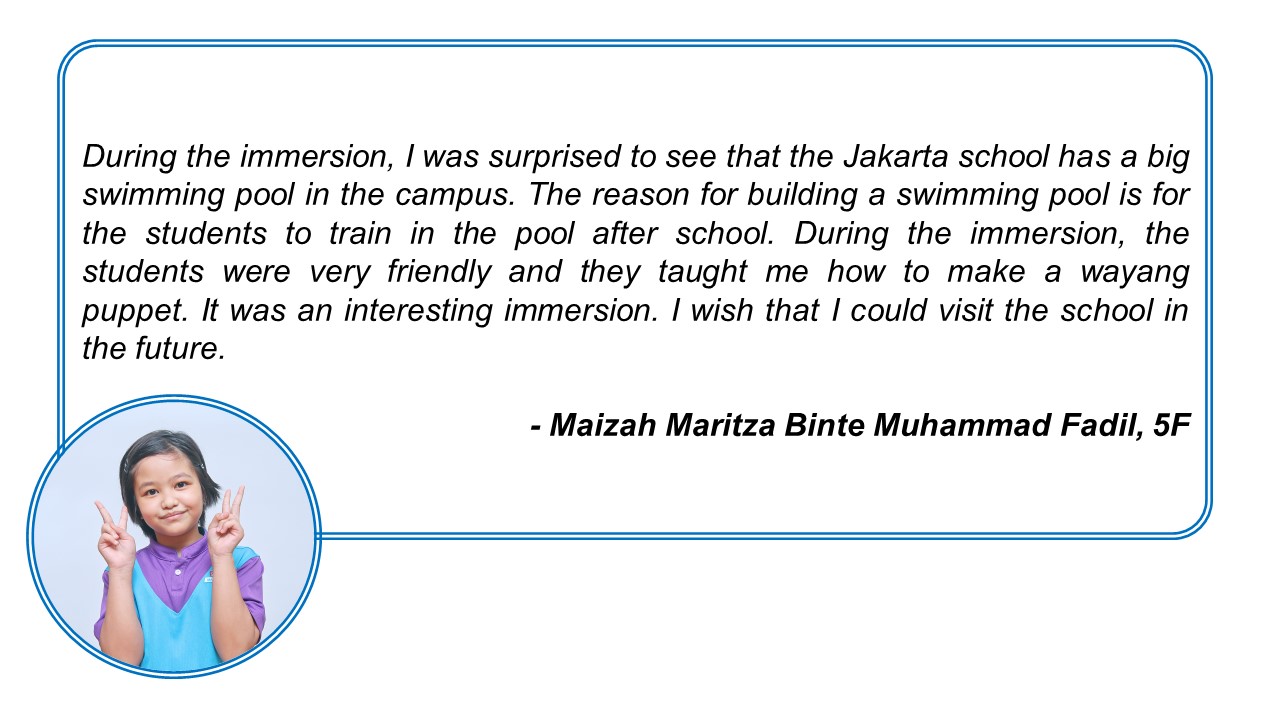 During the immersion, I was surprised to see that the Jakarta school has a big
swimming pool in the campus. The reason for building a swimming pool is for
the students to train in the pool after school. During the immersion, the
students were very friendly and they taught me how to make a wayang
puppet. It was an interesting immersion. I wish that I could visit the school in
the future.
- Maizah Maritza Binte Muhammad Fadil, 5F